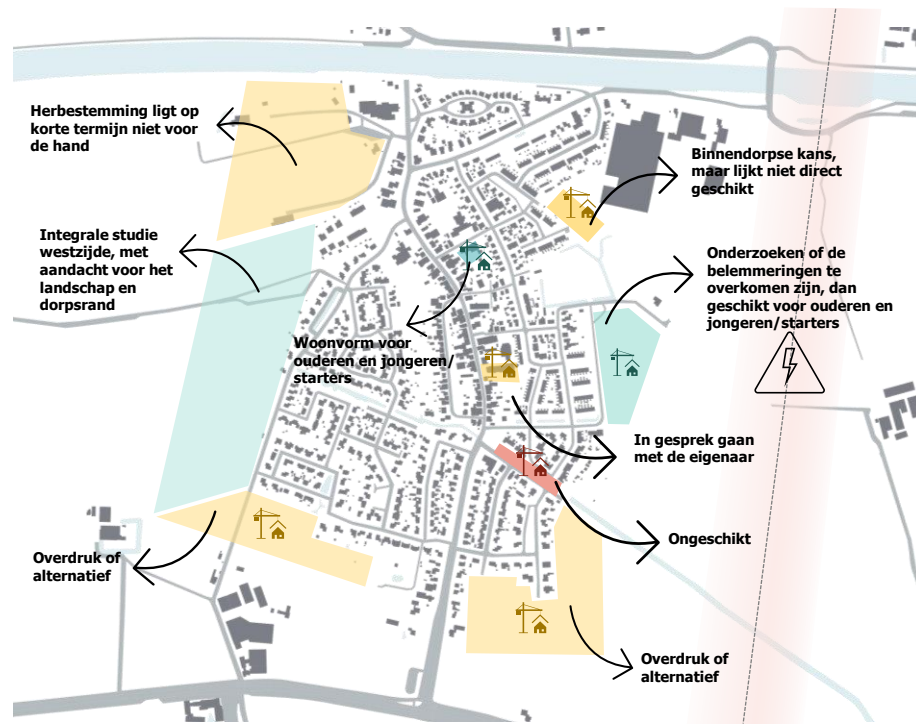 Herbestemming ligt op
korte termijn niet voor
de hand
Binnendorpse kans,
maar lijkt niet direct
geschikt
Integrale studie
westzijde, met
aandacht voor het
landschap en
dorpsrand
Onderzoeken of de
belemmeringen te
overkomen zijn, dan
geschikt voor ouderen en
jongeren/starters
Woonvorm voor
ouderen en jongeren/
starters
In gesprek gaan
met de eigenaar
Ongeschikt
Overdruk of
alternatief
Overdruk of
alternatief